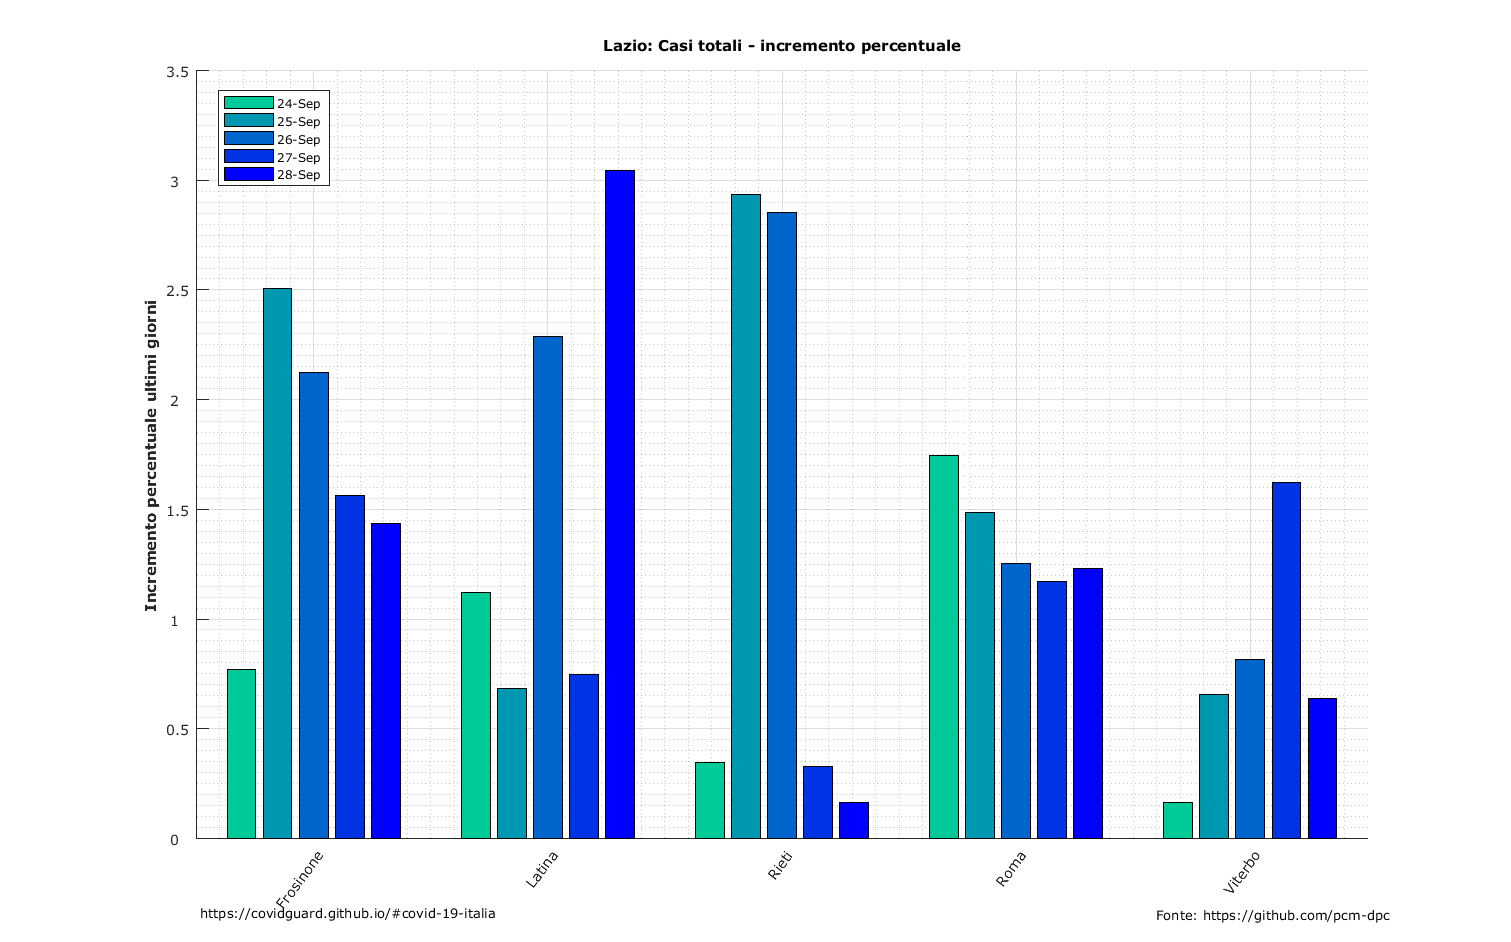 Lazio: Casi totali - incremento percentuale
3.5
3
2.5
2
1.5
1
0.5
0
Incremento percentuale ultimi giorni
24-Sep
25-Sep
26-Sep
27-Sep
28-Sep
Frosinone
Latina
Rieti
Roma
Viterbo
https://covidguard.github.io/#covid-19-italia
Fonte: https://github.com/pcm-dpc